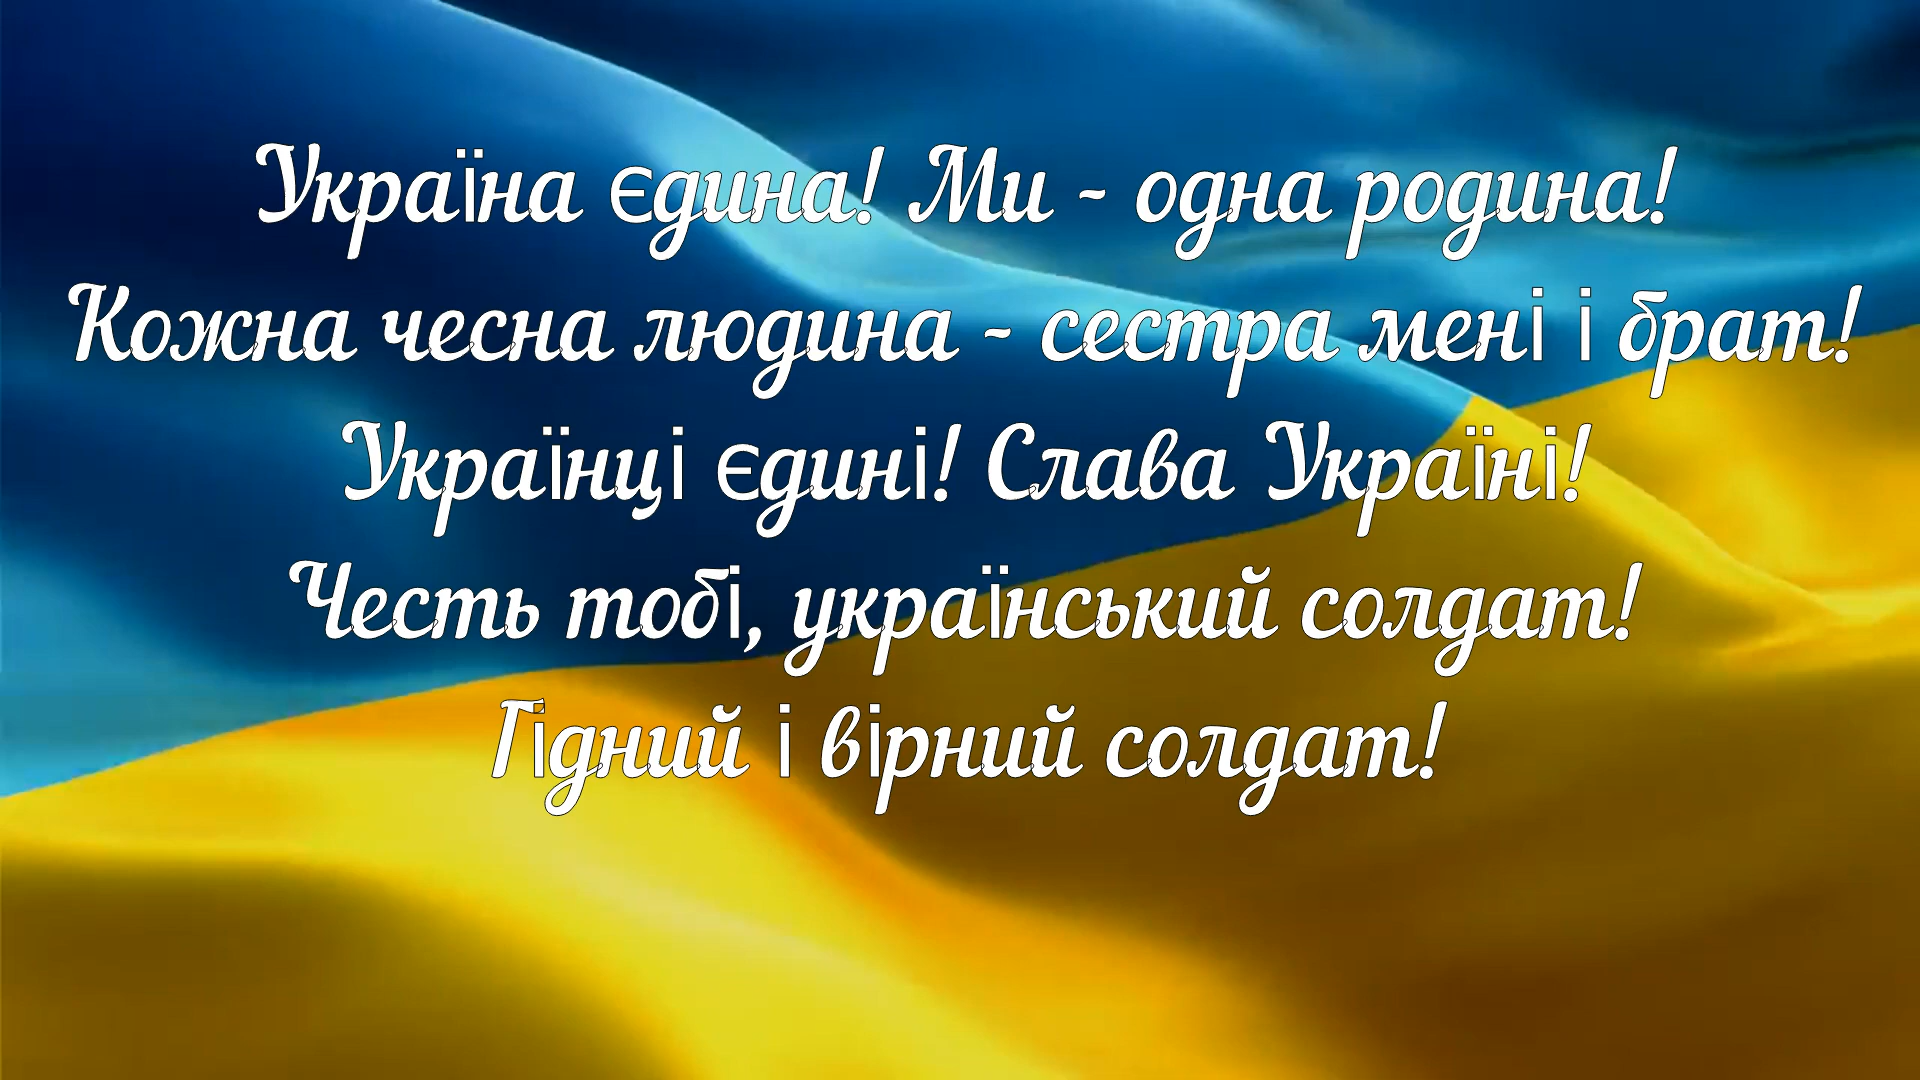 Україна єдина! Ми - одна родина!
Кожна чесна людина - сестра мені і брат!
Українці єдині! Слава Україні!
Честь тобі, український солдат!
Гідний і вірний солдат!